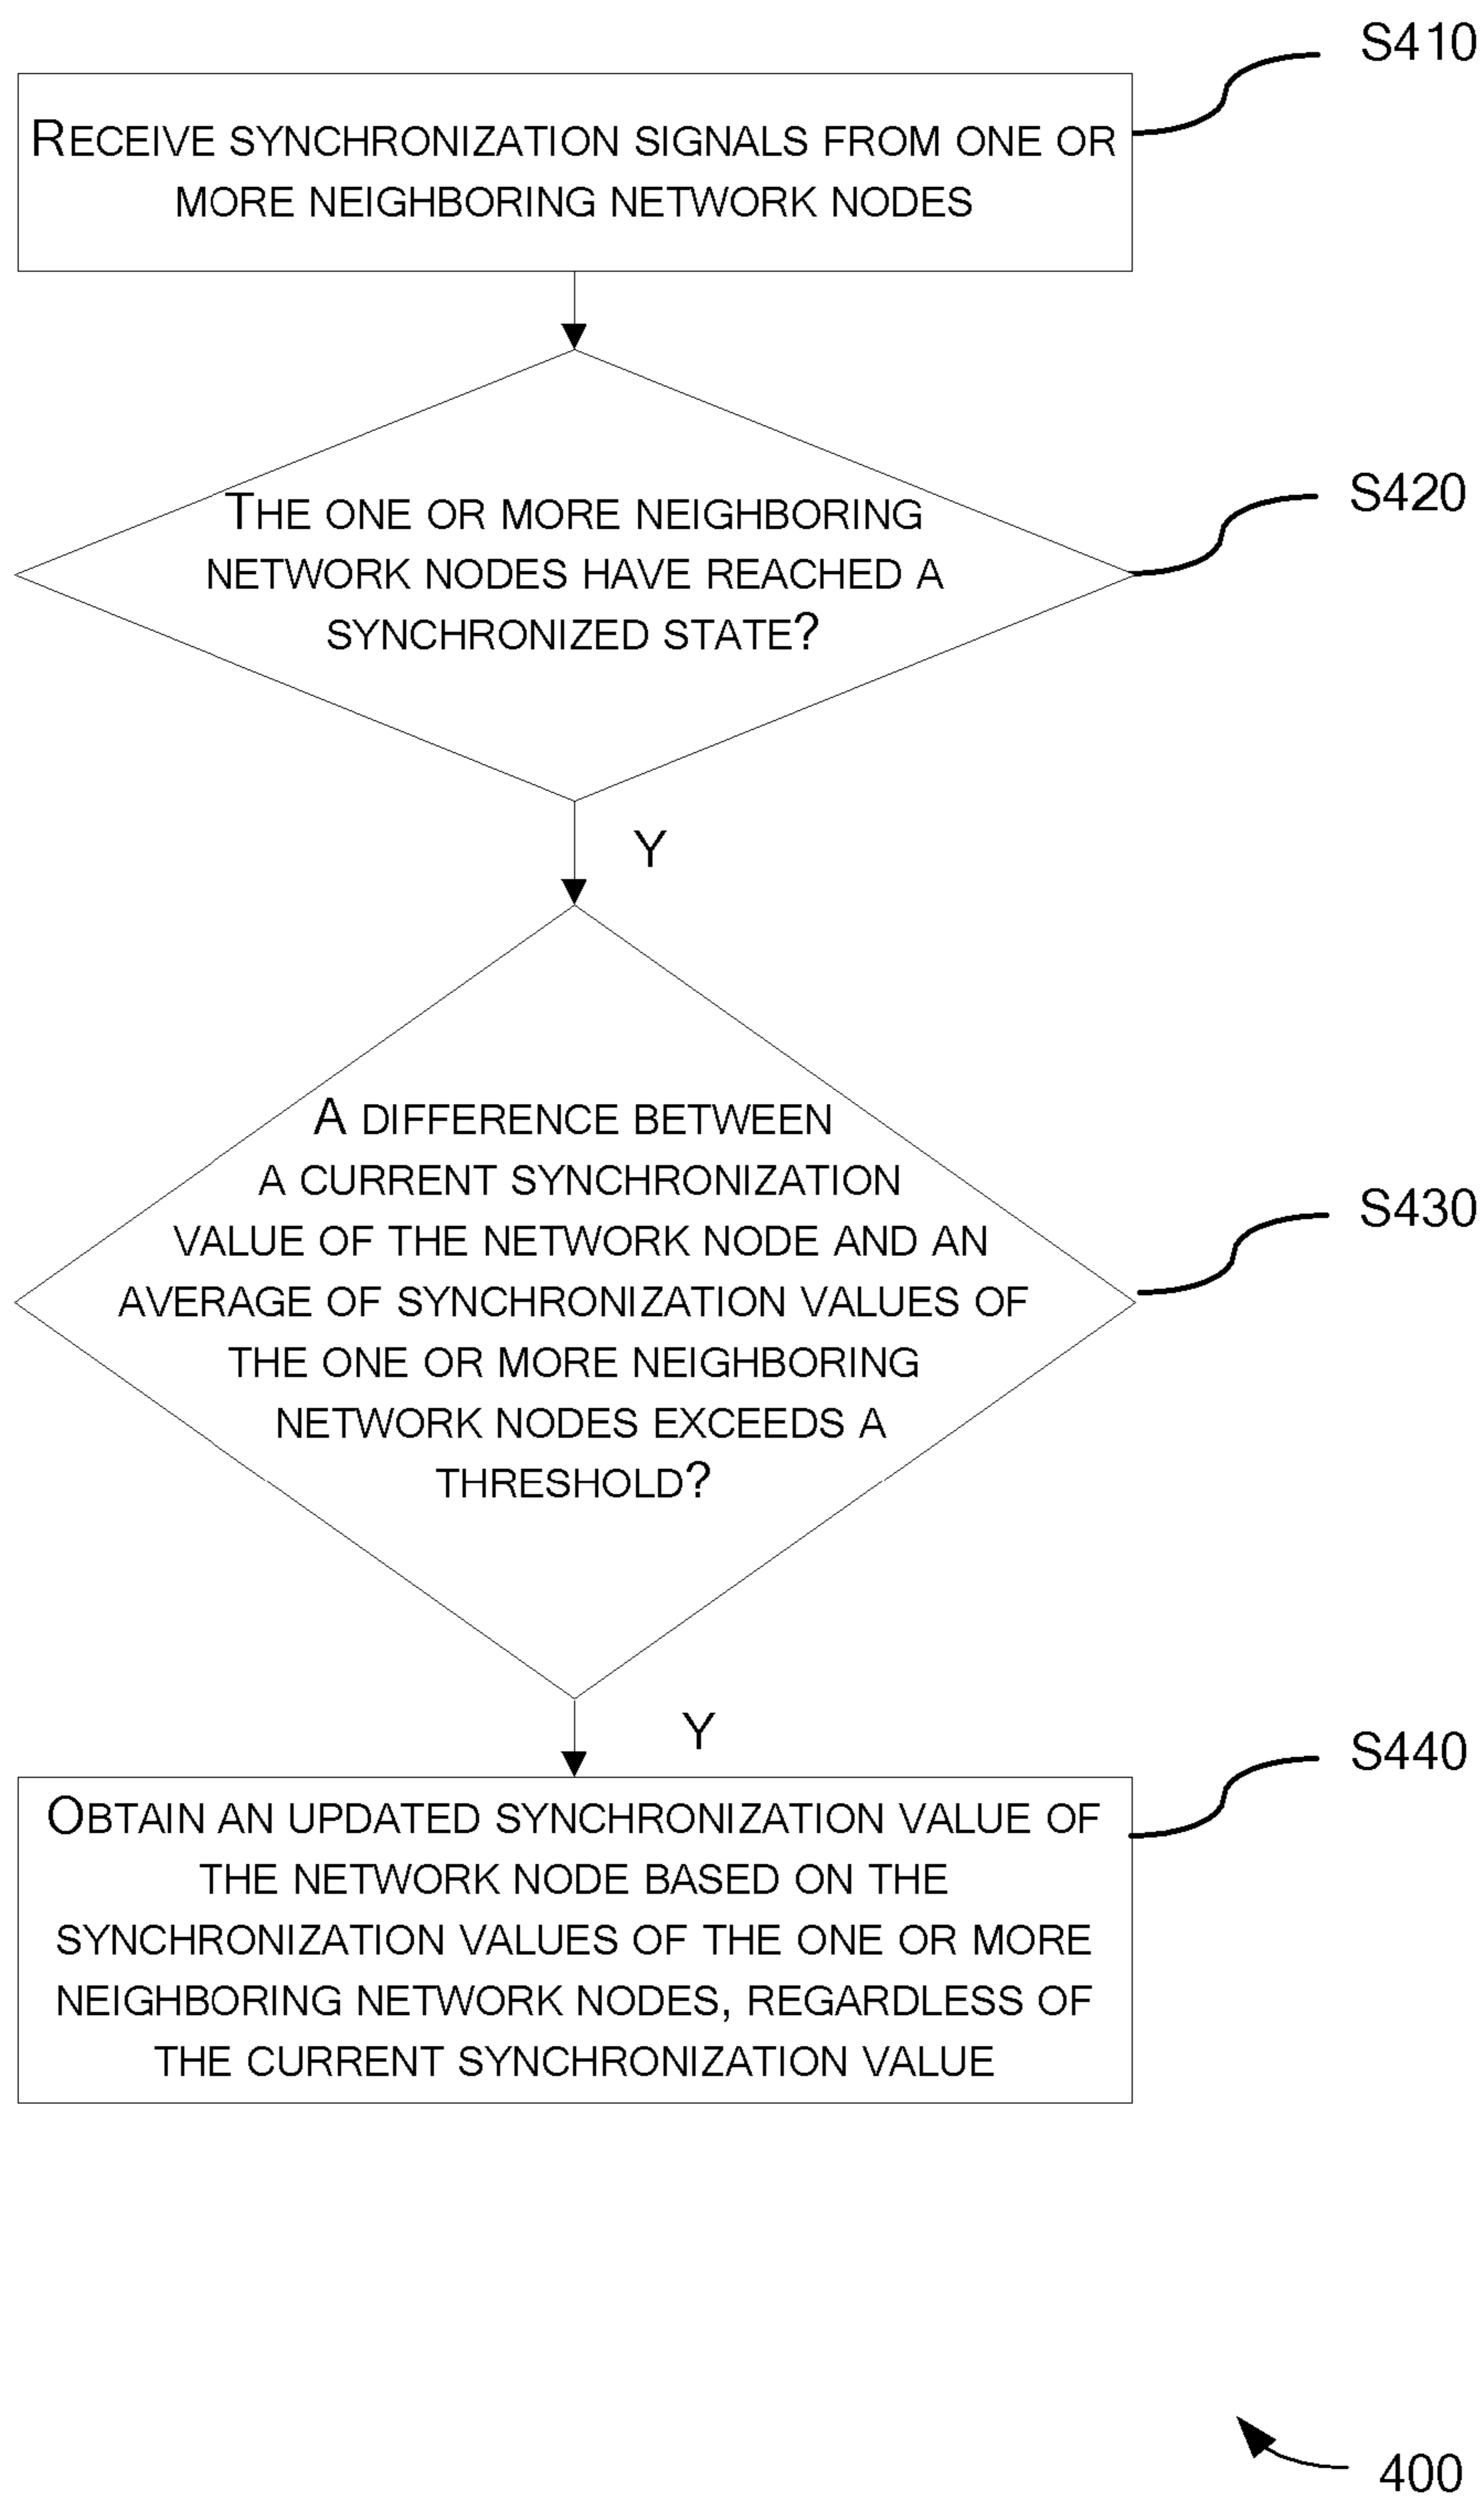 S410
RECEIVE SYNCHRONIZATION SIGNALS FROM ONE OR
MORE NEIGHBORING NETWORK NODES
S420
THE ONE OR MORE NEIGHBORING
NETWORK NODES HAVE REACHED A
SYNCHRONIZED STATE?
Y
A DIFFERENCE BETWEEN
A CURRENT SYNCHRONIZATION
VALUE OF THE NETWORK NODE AND AN
AVERAGE OF SYNCHRONIZATION VALUES OF
THE ONE OR MORE NEIGHBORING
NETWORK NODES EXCEEDS A
THRESHOLD?
S430
Y
S440
OBTAIN AN UPDATED SYNCHRONIZATION VALUE OF
THE NETWORK NODE BASED ON THE
SYNCHRONIZATION VALUES OF THE ONE OR MORE
NEIGHBORING NETWORK NODES, REGARDLESS OF
THE CURRENT SYNCHRONIZATION VALUE
400